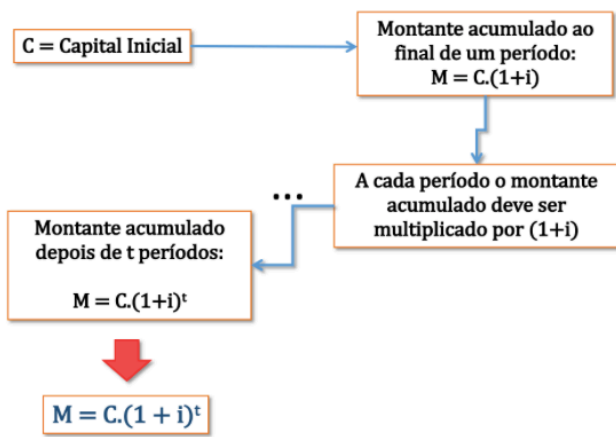 C = Capital Inicial
Montante acumulado ao
final de um período:
M = C.(1+i)
A cada período o montante
acumulado deve ser
multiplicado por (1+i)
...
Montante acumulado
depois de t períodos:
M = C.(1+i)ᵗ
M = C.(1 + i)ᵗ